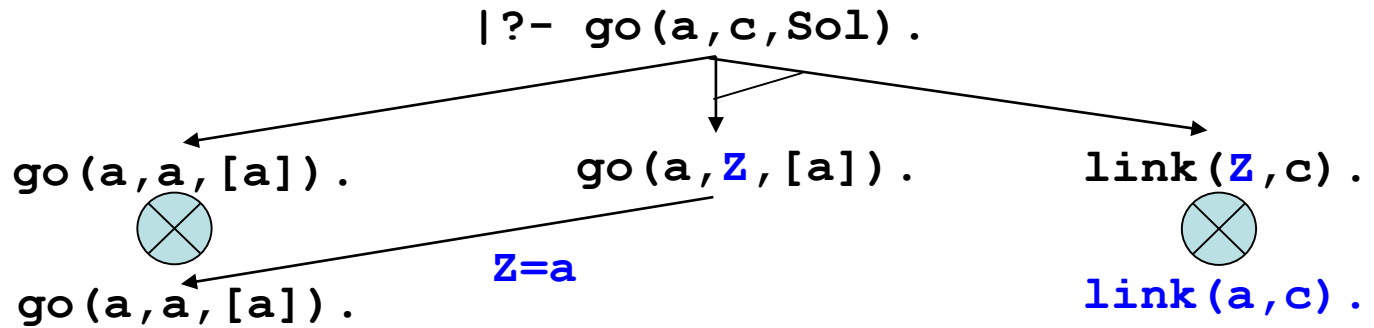 |?- go(a,c,Sol).
go(a,a,[a]). go(a,Z,[a]). link(Z,c).
Z=a
go(a,a,[a]). link(a,c).